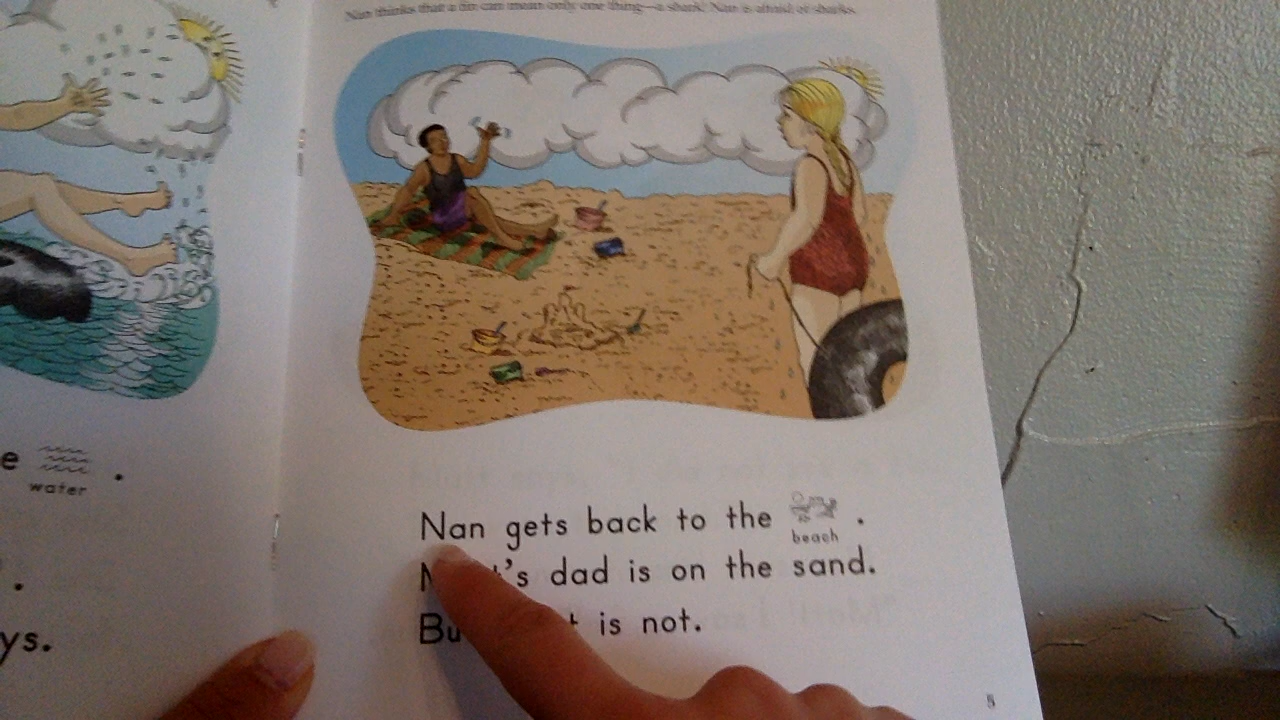 Nan thinks that a fin can mean only one thing—a shark! Nan is afraid of sharks.
e .
water
.
ys.
Nan gets back to the .
beach
's dad is on the sand.
Bu is not.
5